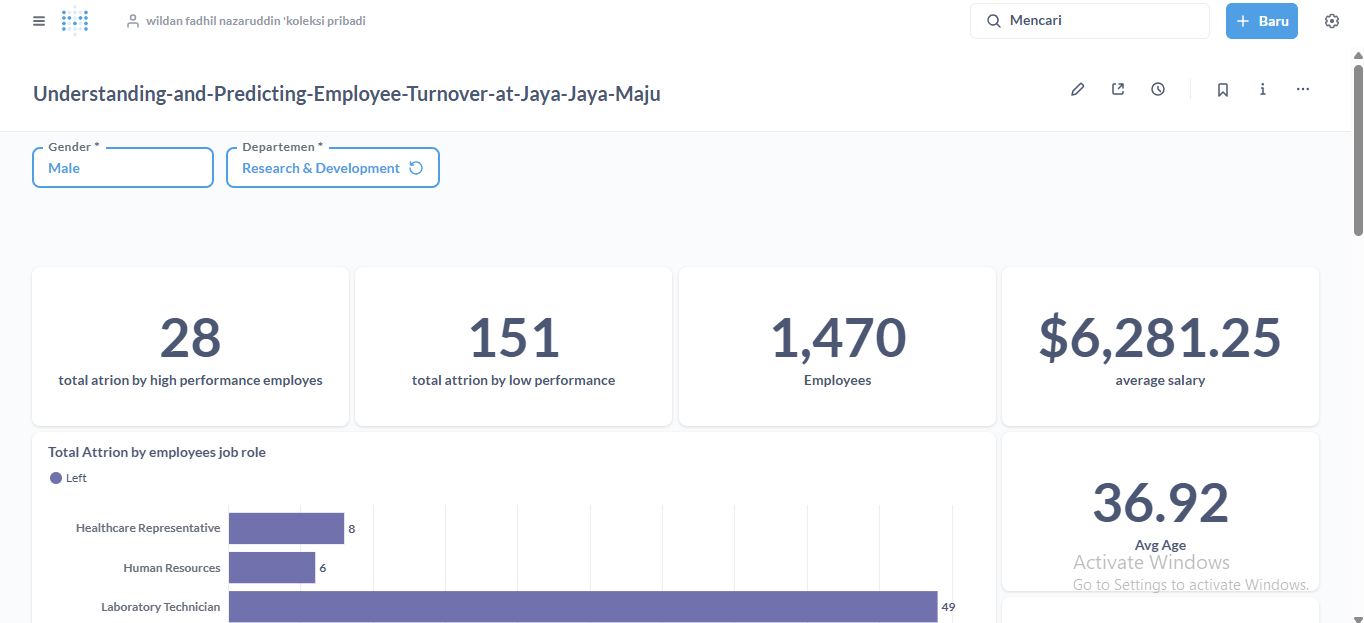 wildan fadhil nazaruddin 'koleksi pribadi
Mencari
+ Baru
Understanding-and-Predicting-Employee-Turnover-at-Jaya-Jaya-Maju
Gender *
Male
Departemen *
Research & Development
28
total atrion by high performance employes
151
total attrion by low performance
1,470
Employees
$6,281.25
average salary
Total Attrion by employees job role
Left
Healthcare Representative 8
Human Resources 6
Laboratory Technician 49
36.92
Avg Age
Activate Windows
Go to Settings to activate Windows.